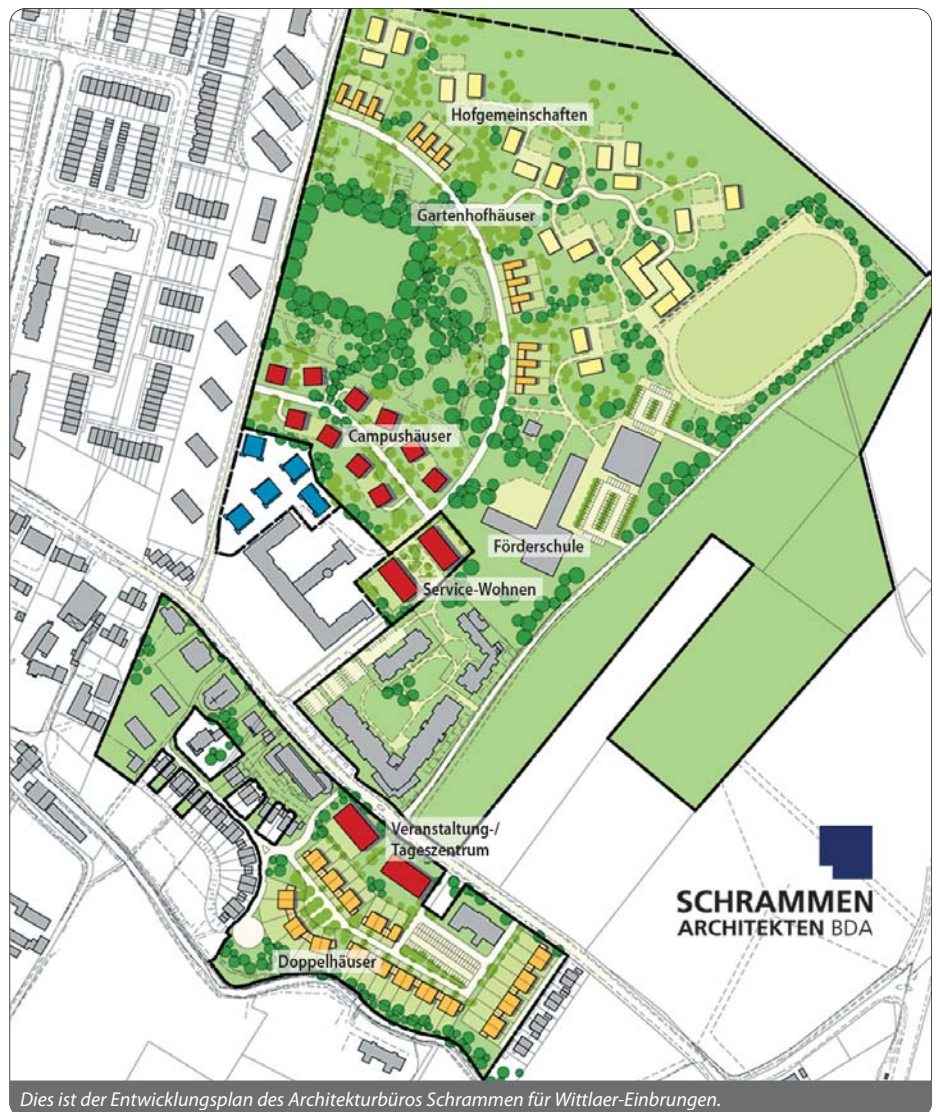 Hofgemeinschaften
Gartenhofhäuser
Campushäuser
Förderschule
Service-Wohnen
Veranstaltung-/
Tageszentrum
SCHRAMMEN
ARCHITEKTEN BDA
Doppelhäuser
Dies ist der Entwicklungsplan des Architekturbüros Schrammen für Wittlaer-Einbrungen.